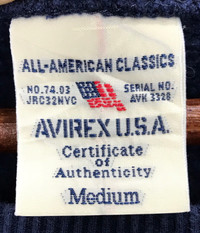 ALL-AMERICAN CLASSICS
NO. 74.03 SERIAL NO.
JRC32NYC AVK 3328
AVIREX U.S.A.
Certificate
of
Authenticity
Medium